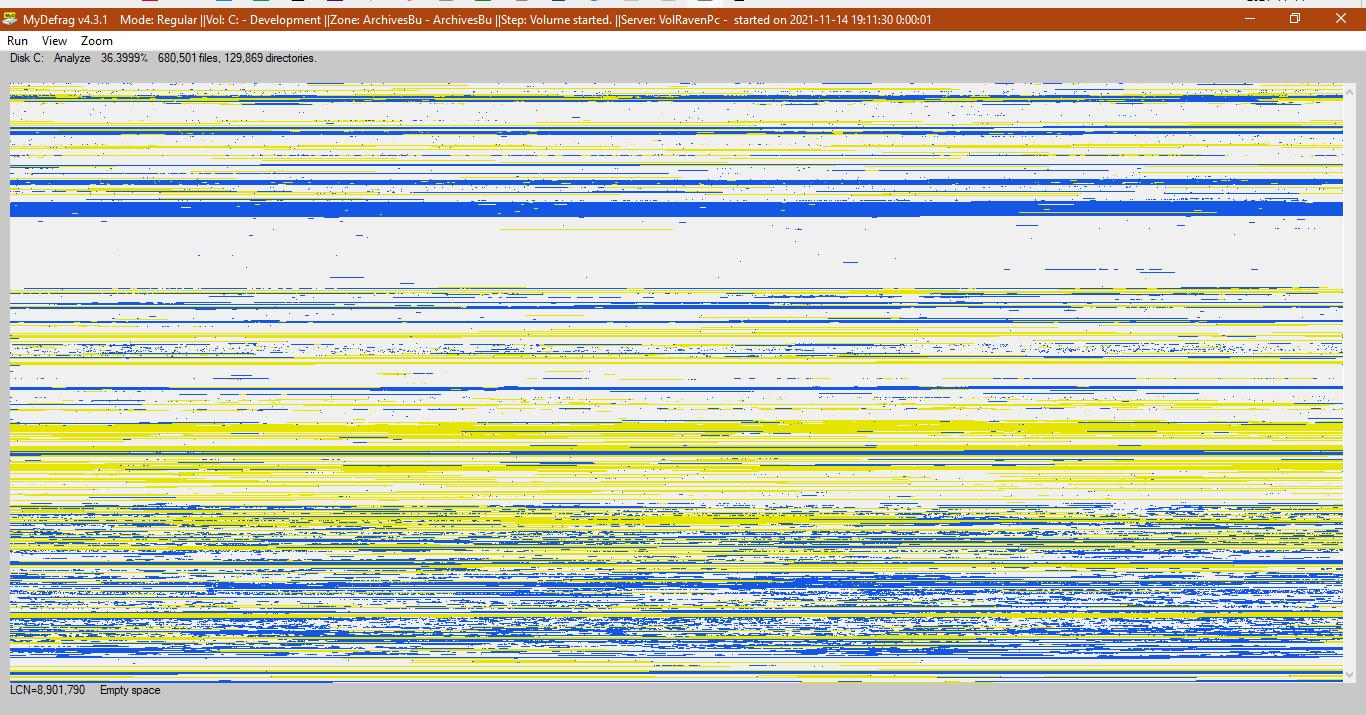 MyDefrag v4.3.1 Mode: Regular ||Vol: C: - Development ||Zone: ArchivesBu - ArchivesBu ||Step: Volume started. ||Server: VolRavenPc - started on 2021-11-14 19:11:30 0:00:01
Run View Zoom
Disk C: Analyze 36.3999% 680,501 files, 129,869 directories.
LCN=8,901,790 Empty space